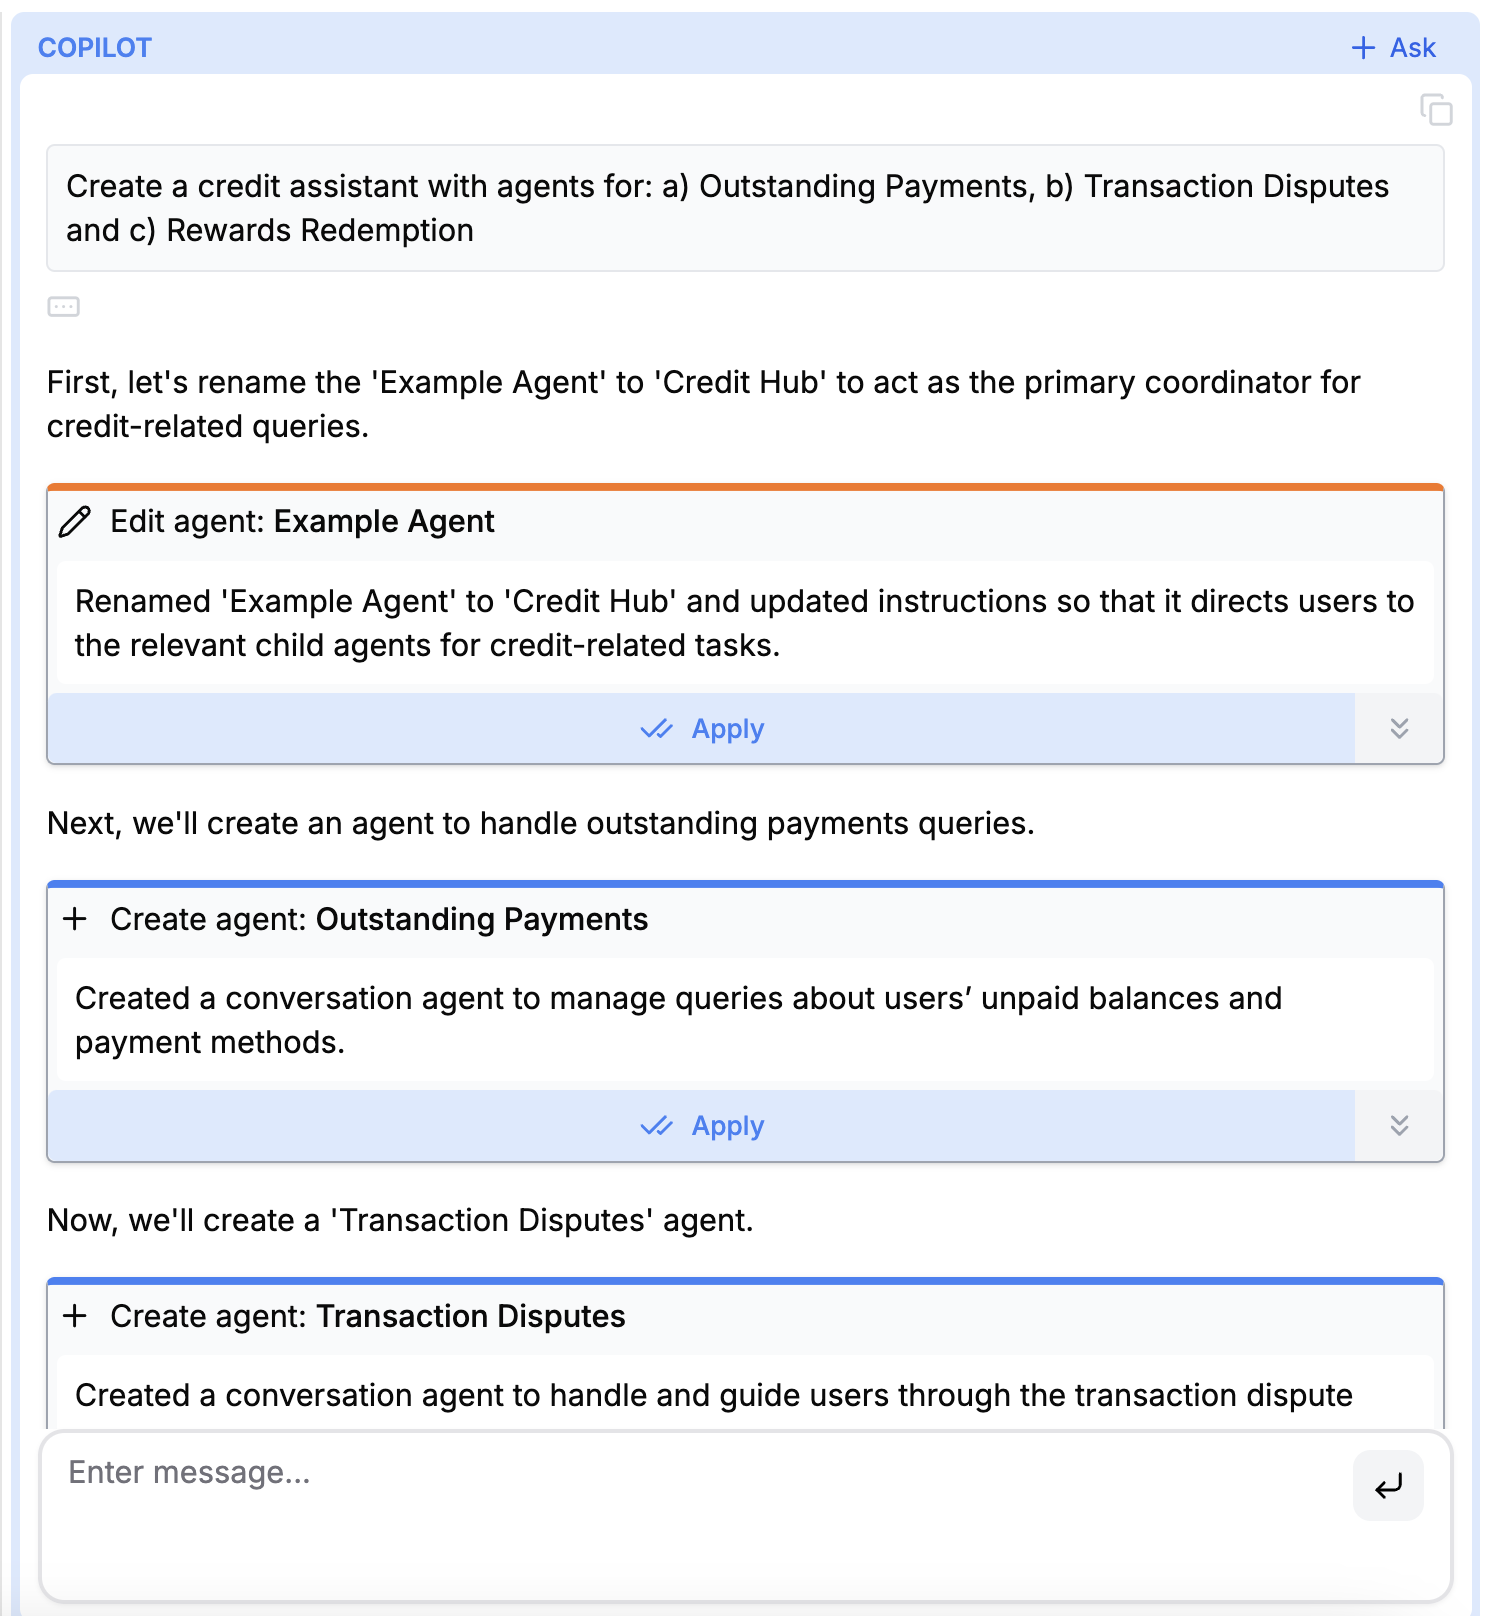 COPILOT
+ Ask
Create a credit assistant with agents for: a) Outstanding Payments, b) Transaction Disputes
and c) Rewards Redemption
First, let's rename the 'Example Agent' to 'Credit Hub' to act as the primary coordinator for
credit-related queries.
Edit agent: Example Agent
Renamed 'Example Agent' to 'Credit Hub' and updated instructions so that it directs users to
the relevant child agents for credit-related tasks.
Apply
Next, we'll create an agent to handle outstanding payments queries.
+ Create agent: Outstanding Payments
Created a conversation agent to manage queries about users’ unpaid balances and
payment methods.
Apply
Now, we'll create a 'Transaction Disputes' agent.
+ Create agent: Transaction Disputes
Created a conversation agent to handle and guide users through the transaction dispute
Enter message...